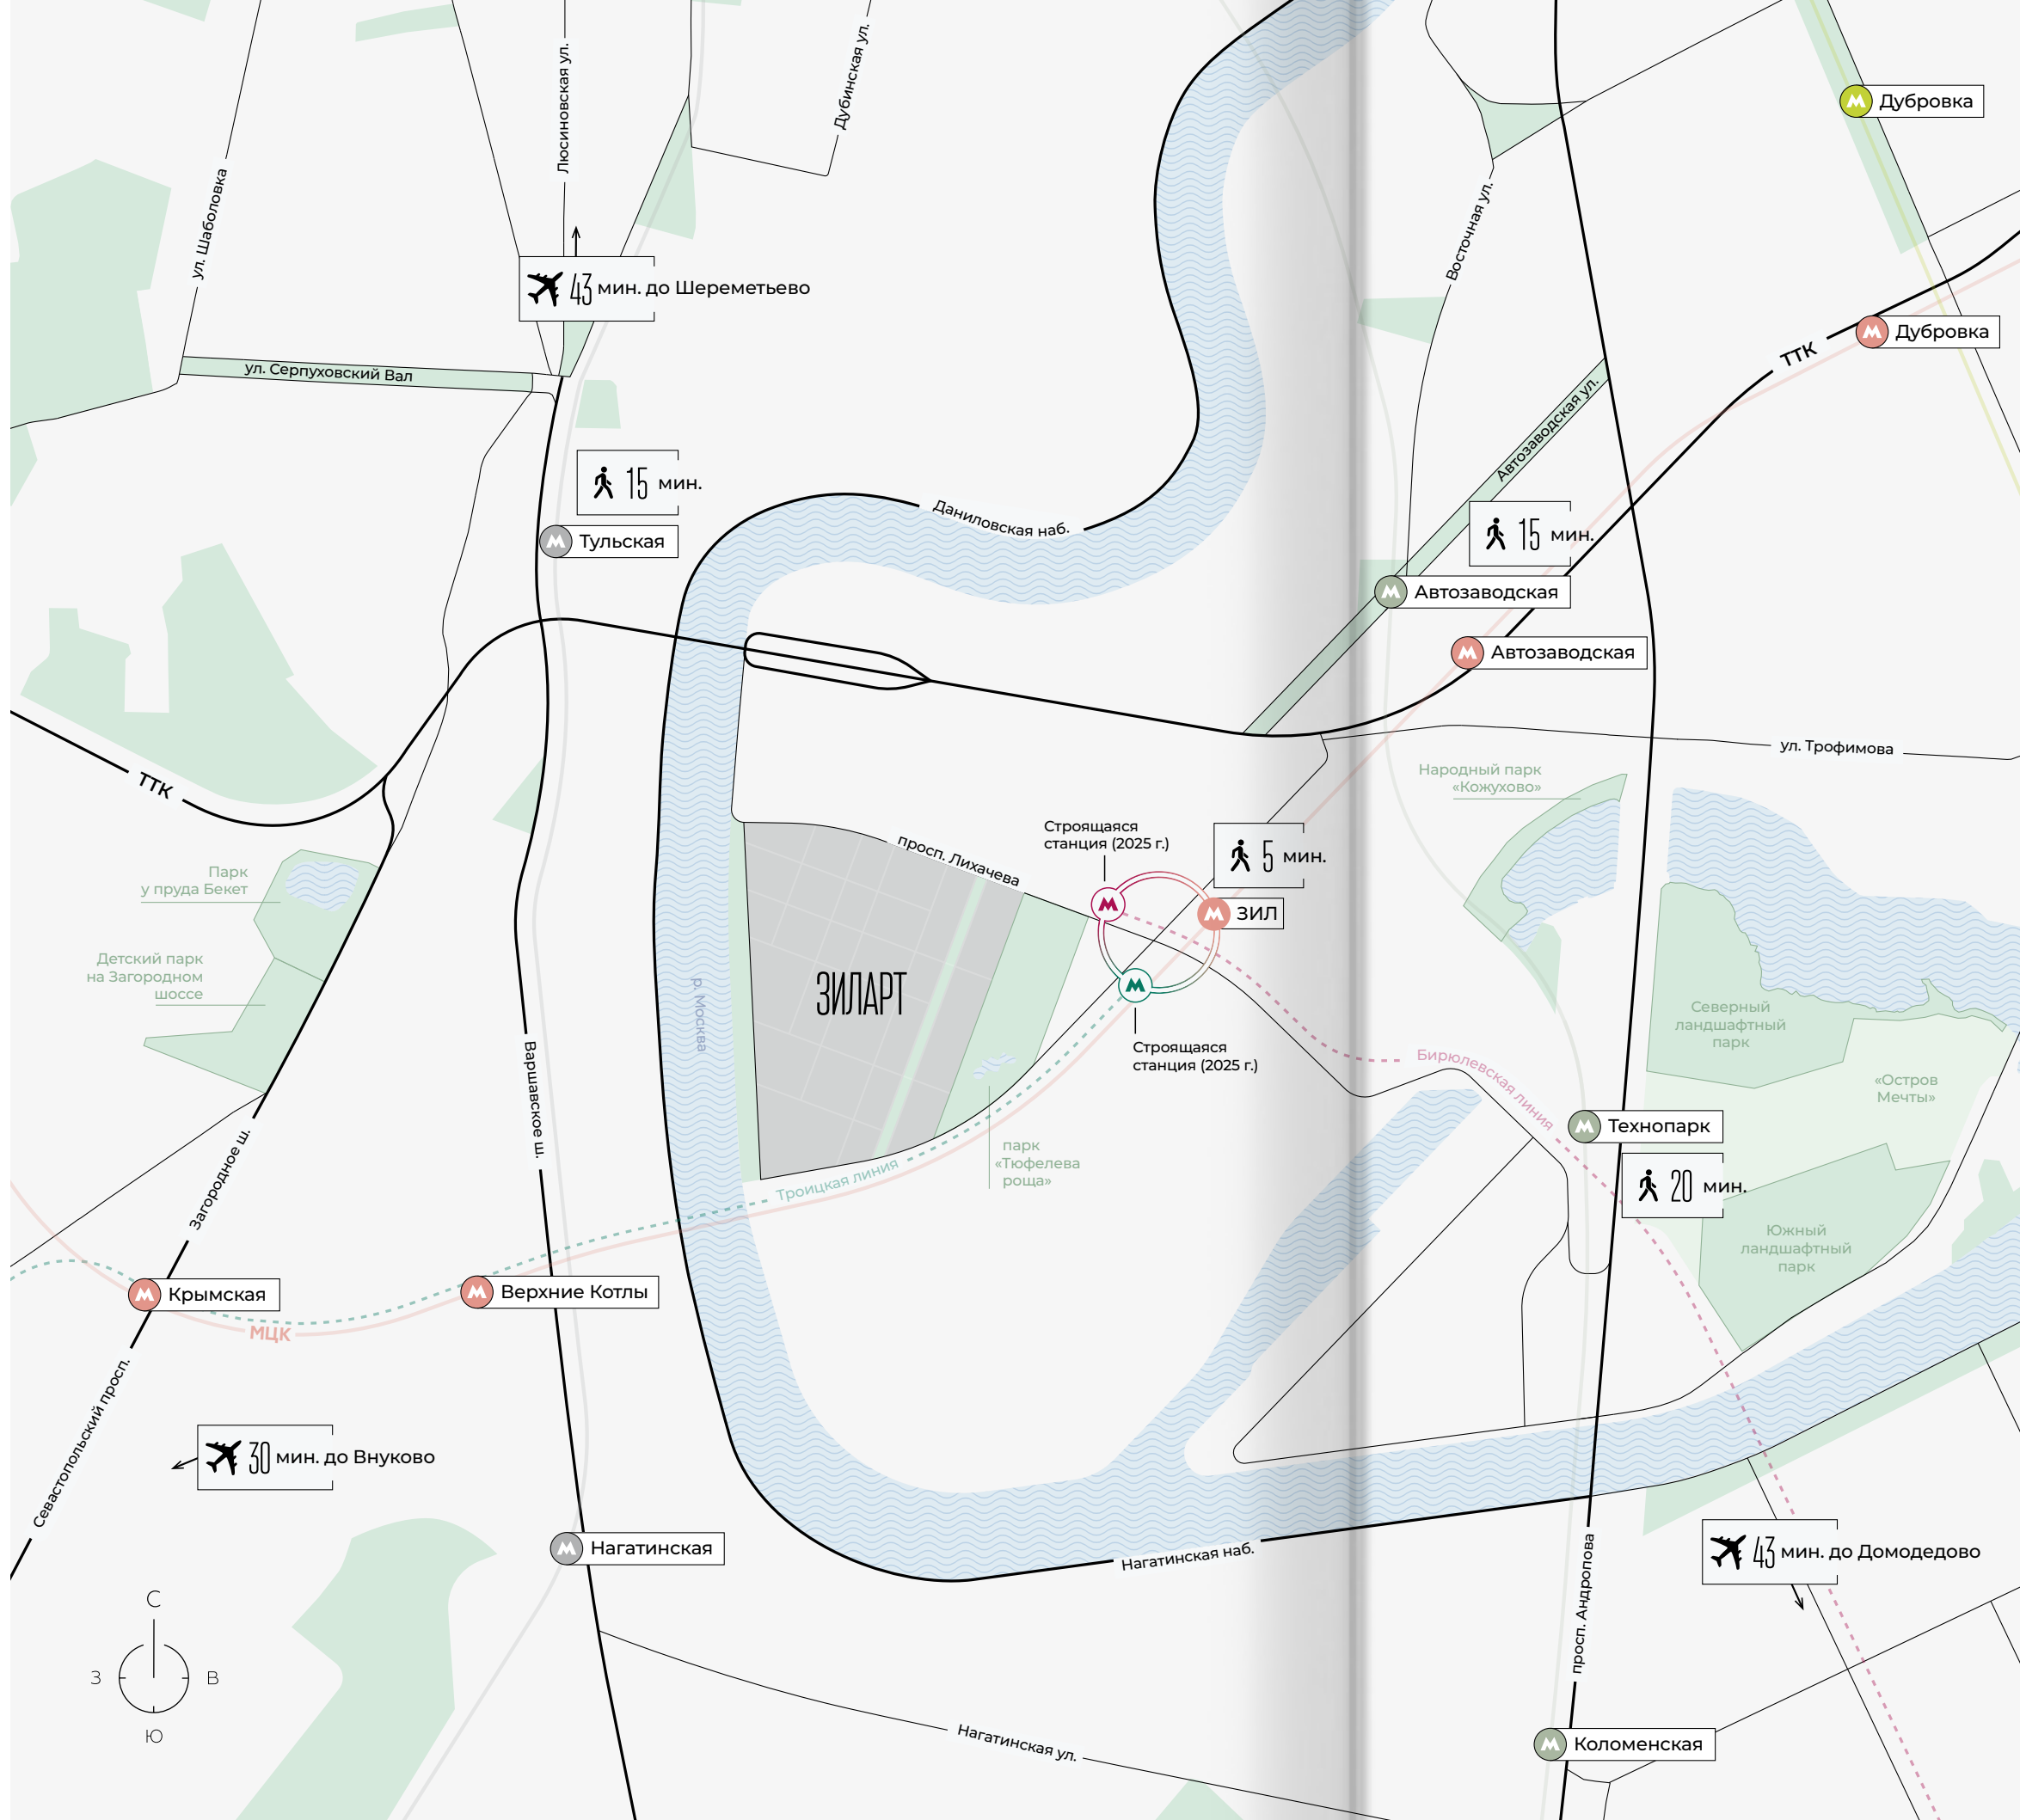 Люсиновская ул.
Дубинская ул.
ул. Шаболовка
Дубровка
Восточная ул.
43 мин. до Шереметьево
Дубровка
ТТК
ул. Серпуховский Вал
Автозаводская ул.
15 мин.
Даниловская наб.
15 мин.
Тульская
Автозаводская
Автозаводская
ул. Трофимова
ТТК
Народный парк
«Кожухово»
Строящаяся
станция (2025 г.)
просп. Лихачева
5 мин.
Парк
у пруда Бекет
ЗИЛ
Детский парк
на Загородном
шоссе
ЗИЛАРТ
р. Москва
Северный
ландшафтный
парк
Строящаяся
станция (2025 г.)
Бирюлевская линия
«Остров
Мечты»
Варшавское ш.
Технопарк
20 мин.
парк
«Тюфелева
роща»
Троицкая линия
Загородное ш.
Южный
ландшафтный
парк
Крымская
Верхние Котлы
МЦК
Севастопольский просп.
30 мин. до Внуково
Нагатинская
Нагатинская наб.
43 мин. до Домодедово
просп. Андропова
С
З
В
Ю
Нагатинская ул.
Коломенская